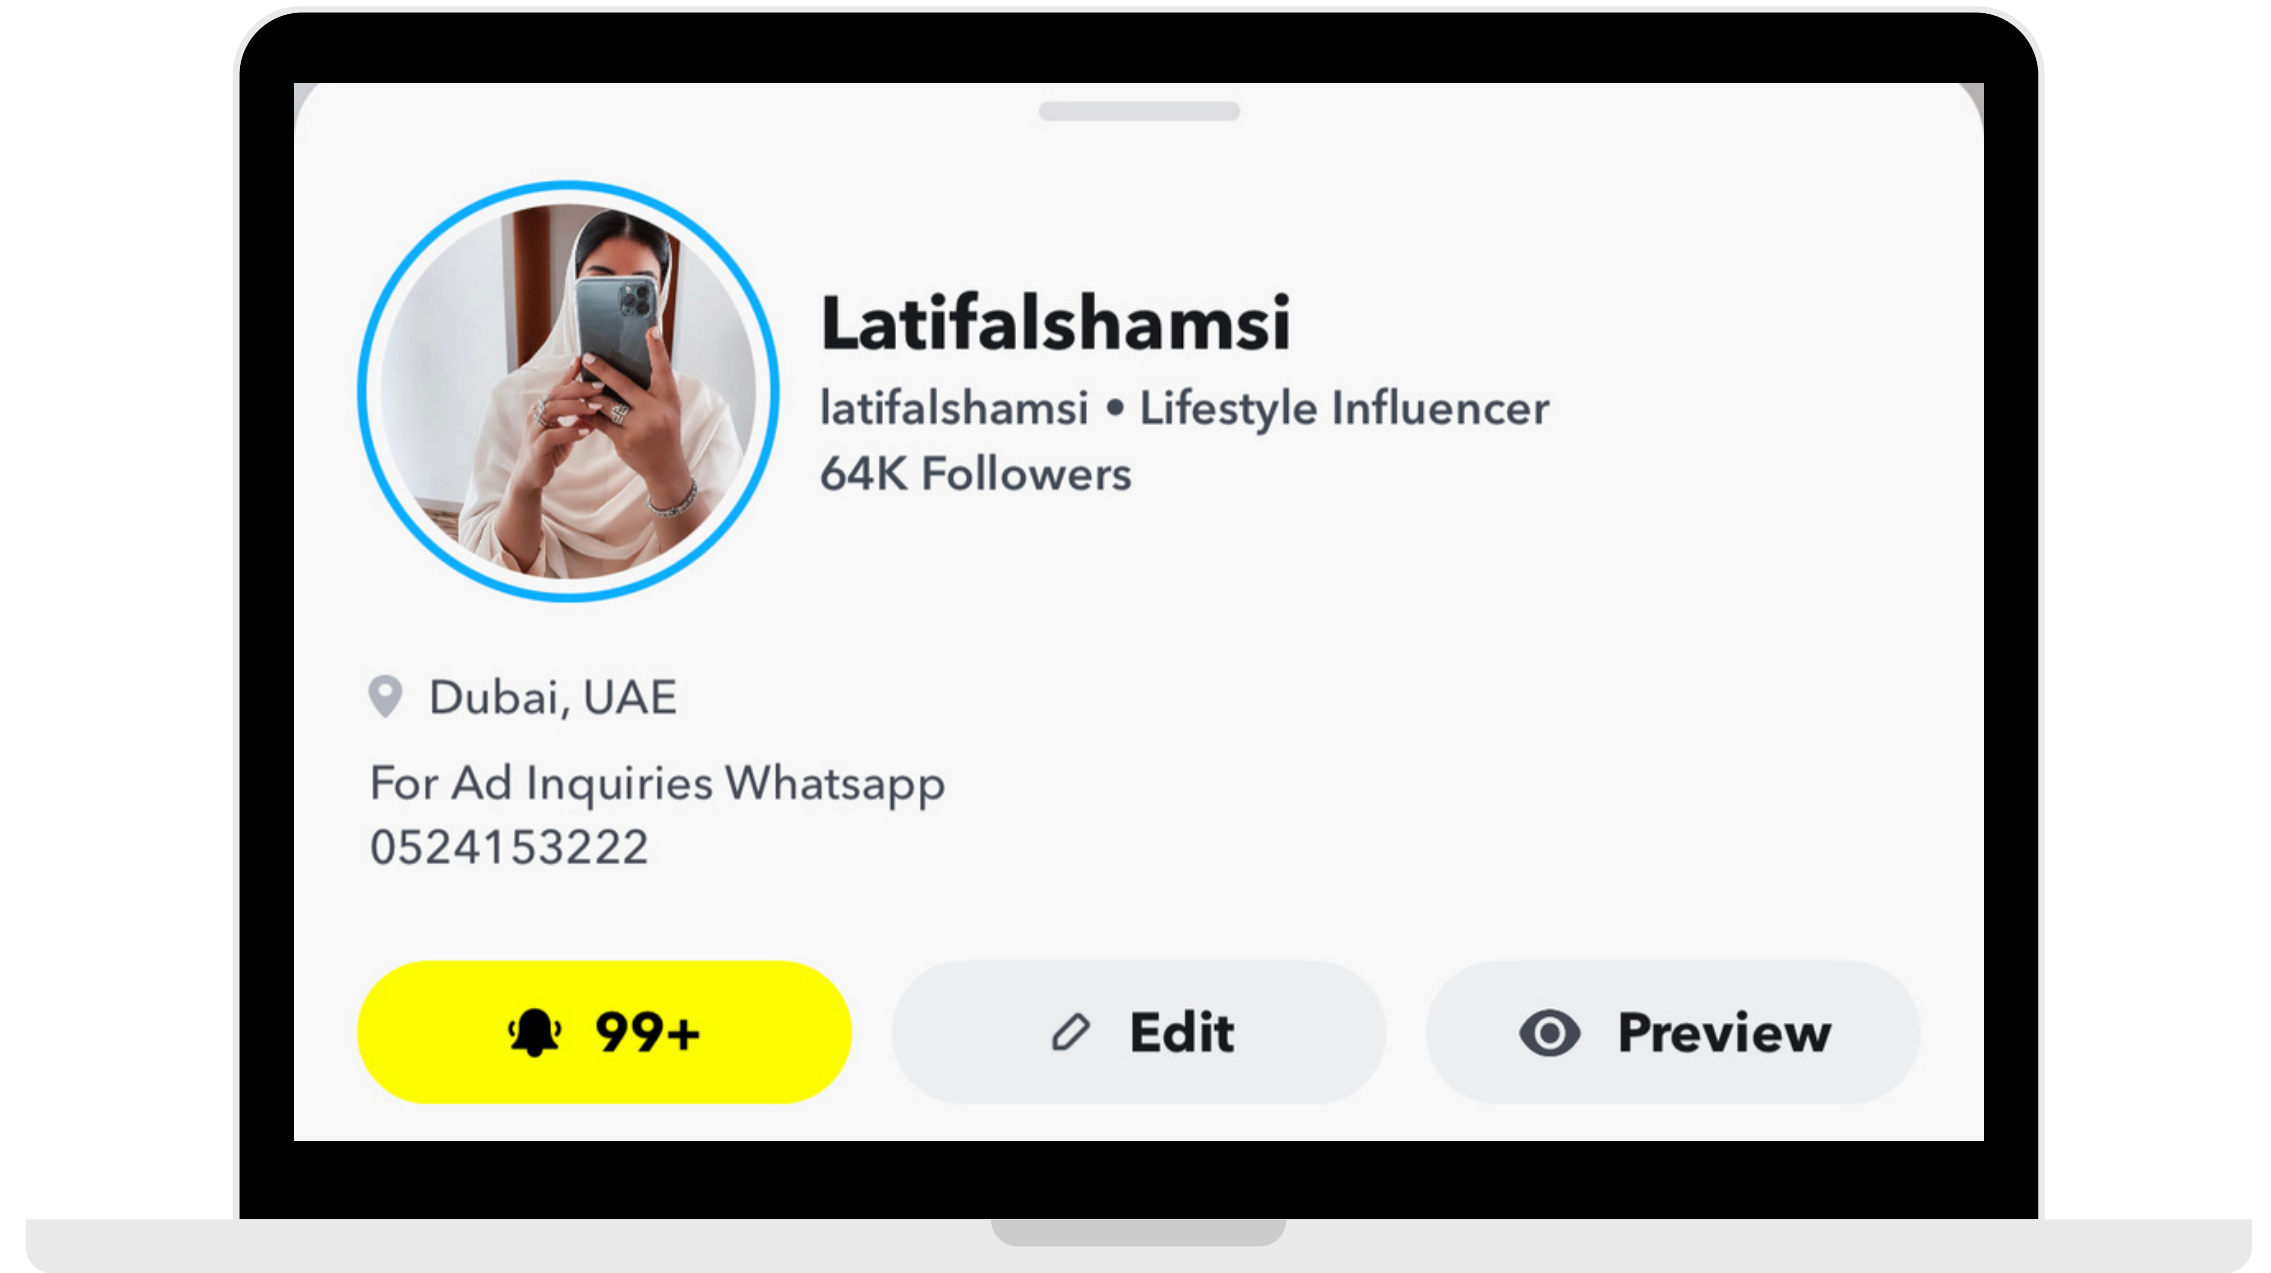 Latifalshamsi
latifalshamsi • Lifestyle Influencer
64K Followers
Dubai, UAE
For Ad Inquiries Whatsapp
0524153222
99+
Edit
Preview